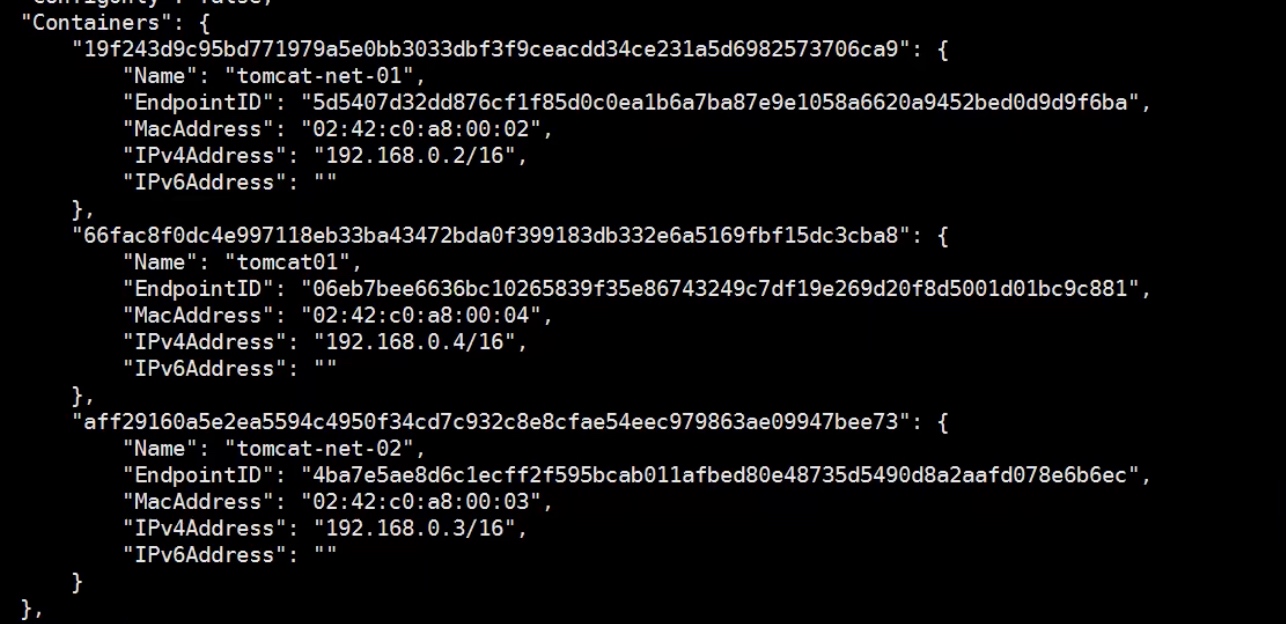 "Containers": {
"19f243d9c95bd771979a5e0bb3033dbf3f9ceacdd34ce231a5d6982573706ca9": {
"Name": "tomcat-net-01",
"EndpointID": "5d5407d32dd876cf1f85d0c0ea1b6a7ba87e9e1058a6620a9452bed0d9d9f6ba",
"MacAddress": "02:42:c0:a8:00:02",
"IPv4Address": "192.168.0.2/16",
"IPv6Address": ""
},
"66fac8f0dc4e997118eb33ba43472bda0f399183db332e6a5169fbf15dc3cba8": {
"Name": "tomcat01",
"EndpointID": "06eb7bee6636bc10265839f35e86743249c7df19e269d20f8d5001d01bc9c881",
"MacAddress": "02:42:c0:a8:00:04",
"IPv4Address": "192.168.0.4/16",
"IPv6Address": ""
},
"aff29160a5e2ea5594c4950f34cd7c932c8e8cfae54eec979863ae09947bee73": {
"Name": "tomcat-net-02",
"EndpointID": "4ba7e5ae8d6c1ecff2f595bcab011afbed80e48735d5490d8a2aafd078e6b6ec",
"MacAddress": "02:42:c0:a8:00:03",
"IPv4Address": "192.168.0.3/16",
"IPv6Address": ""
}
},